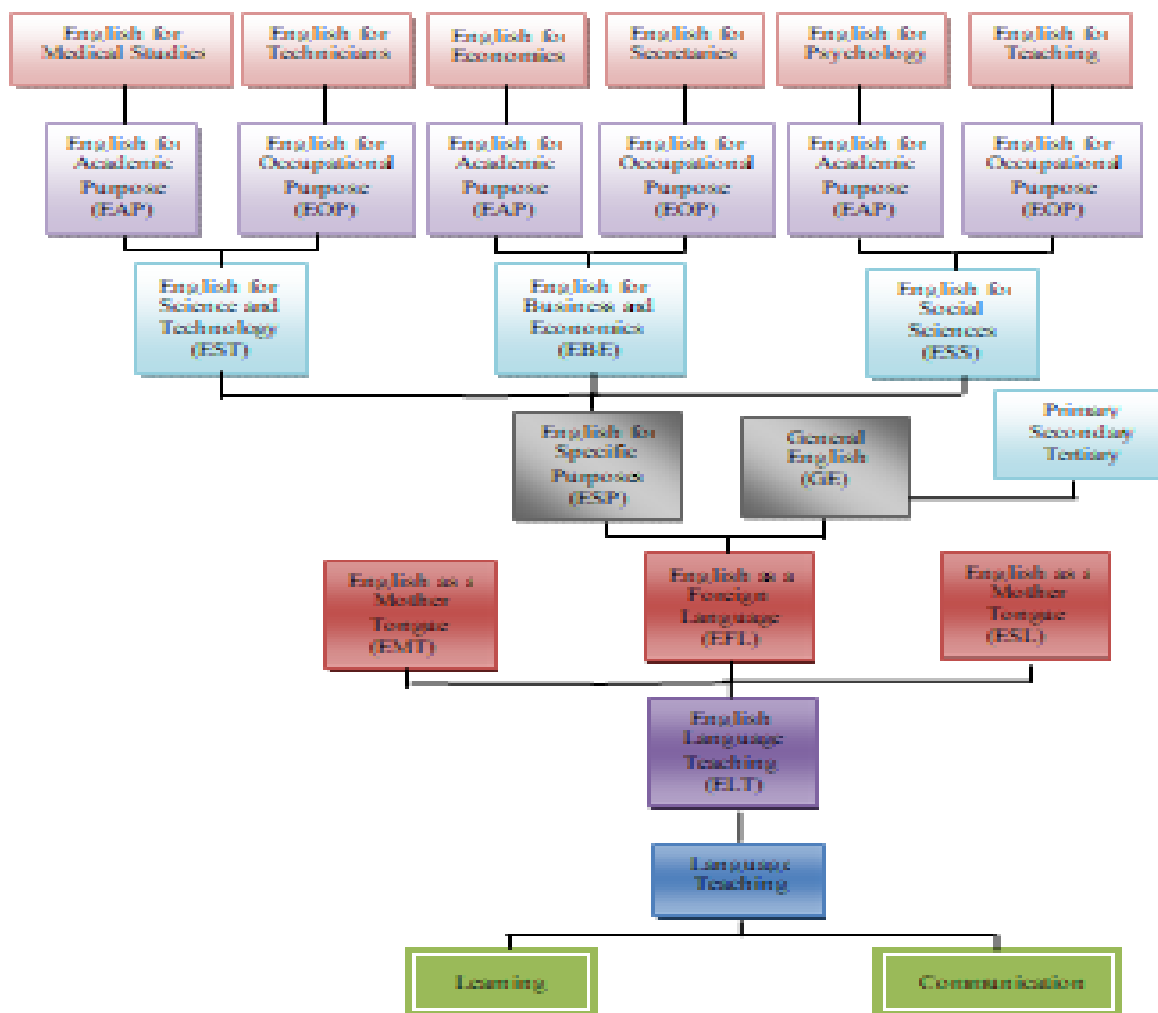 English for
Medical Studies
English for
Technicians
English for
Economics
English for
Secretaries
English for
Psychology
English for
Teaching
English for
Academic
Purpose
(EAP)
English for
Occupational
Purpose
(EOP)
English for
Academic
Purpose
(EAP)
English for
Occupational
Purpose
(EOP)
English for
Academic
Purpose
(EAP)
English for
Occupational
Purpose
(EOP)
English for
Science and
Technology
(EST)
English for
Business and
Economics
(EBE)
English for
Social
Sciences
(ESS)
English for
Specific
Purposes
(ESP)
General
English
(GE)
Primary
Secondary
Tertiary
English as a
Mother
Tongue
(EMT)
English as a
Foreign
Language
(EFL)
English as a
Mother
Tongue
(ESL)
English
Language
Teaching
(ELT)
Language
Teaching
Learning
Communication